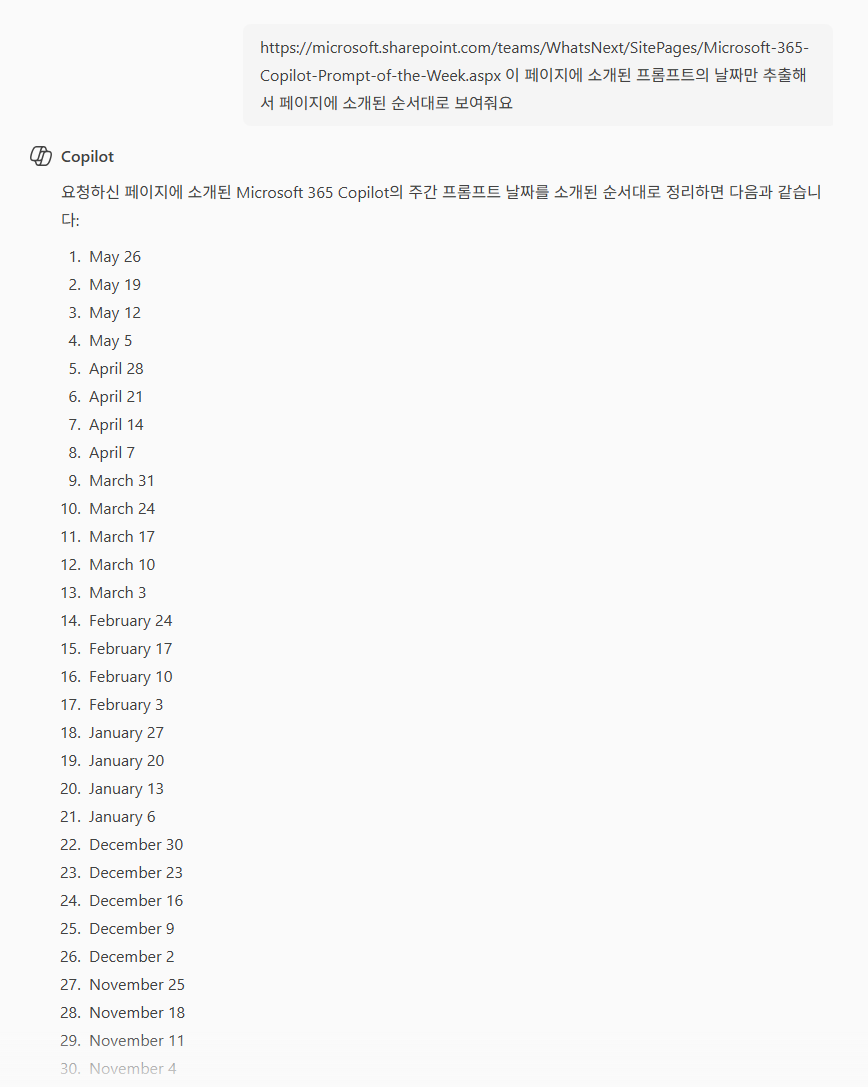 https://microsoft.sharepoint.com/teams/WhatsNext/SitePages/Microsoft-365-
Copilot-Prompt-of-the-Week.aspx 이 페이지에 소개된 프롬프트의 날짜만 추출해
서 페이지에 소개된 순서대로 보여줘요
Copilot
요청하신 페이지에 소개된 Microsoft 365 Copilot의 주간 프롬프트 날짜를 소개된 순서대로 정리하면 다음과 같습니
다:
1. May 26
2. May 19
3. May 12
4. May 5
5. April 28
6. April 21
7. April 14
8. April 7
9. March 31
10. March 24
11. March 17
12. March 10
13. March 3
14. February 24
15. February 17
16. February 10
17. February 3
18. January 27
19. January 20
20. January 13
21. January 6
22. December 30
23. December 23
24. December 16
25. December 9
26. December 2
27. November 25
28. November 18
29. November 11
30. November 4